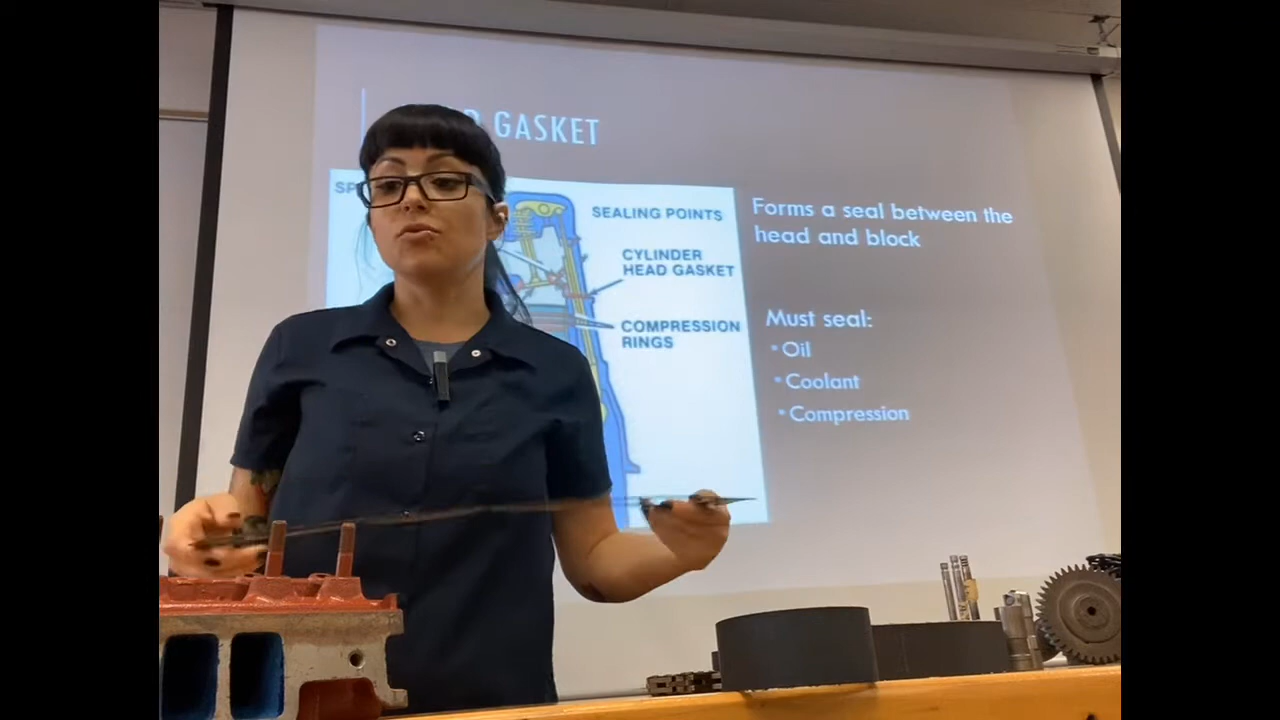 GASKET
SEALING POINTS
CYLINDER
HEAD GASKET
COMPRESSION
RINGS
Forms a seal between the
head and block
Must seal:
• Oil
• Coolant
• Compression